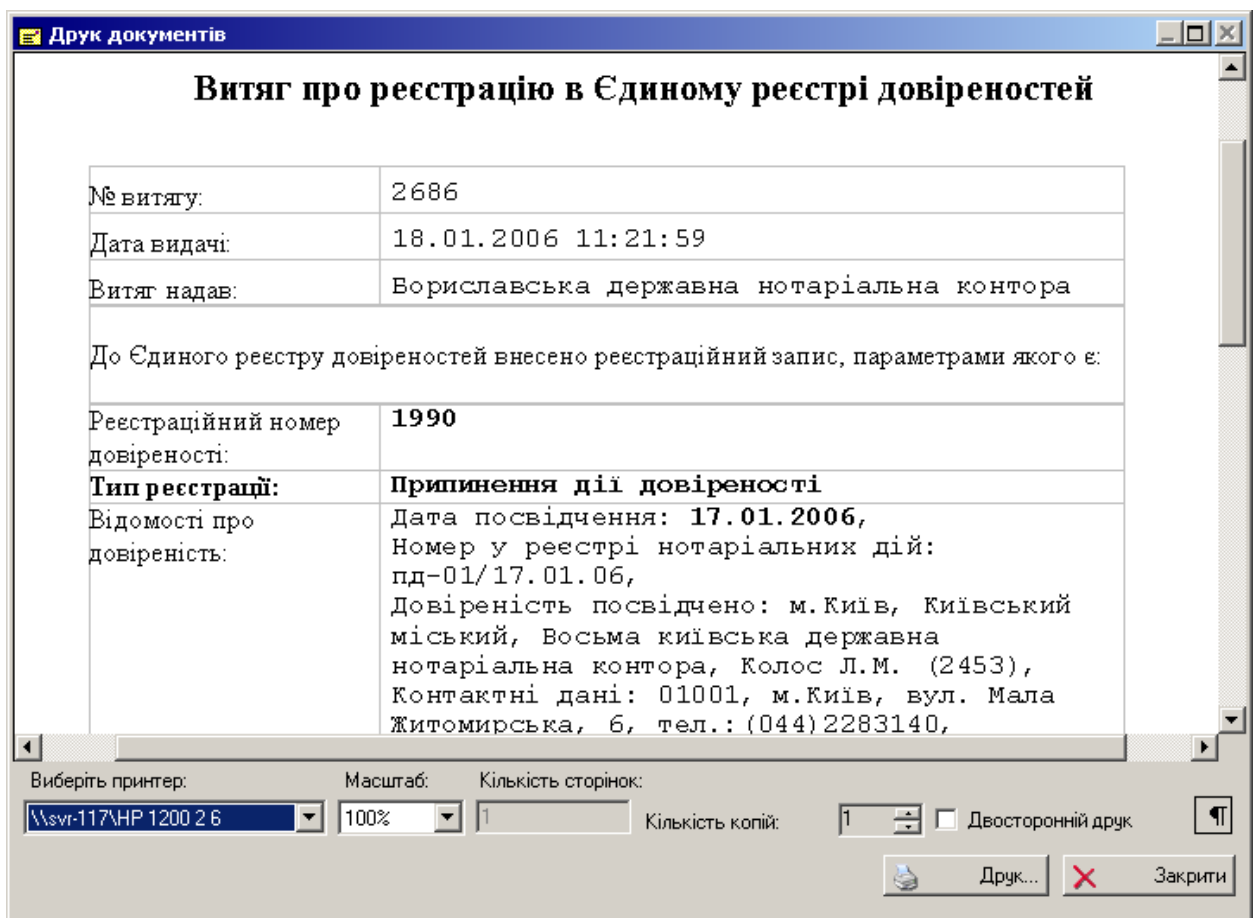 Друк документів
Витяг про реєстрацію в Єдиному реєстрі довіреностей
№ витягу: 2686
Дата видачі: 18.01.2006 11:21:59
Витяг надав: Бориславська державна нотаріальна контора
До Єдиного реєстру довіреностей внесено реєстраційний запис, параметрами якого є:
Реєстраційний номер 1990
довіреності:
Тип реєстрації: Припинення дії довіреності
Відомості про Дата посвідчення: 17.01.2006,
довіреність: Номер у реєстрі нотаріальних дій:
пд-01/17.01.06,
Довіреність посвідчено: м.Київ, Київський
міський, Восьма київська державна
нотаріальна контора, Колос Л.М. (2453),
Контактні дані: 01001, м.Київ, вул. Мала
Житомирська, 6, тел.:(044)2283140,
Виберіть принтер: Масштаб: Кількість сторінок:
\\svr-117\HP 1200 2 6 100% 1 Кількість копій: 1 Двосторонній друк ¶
Друк... Закрити